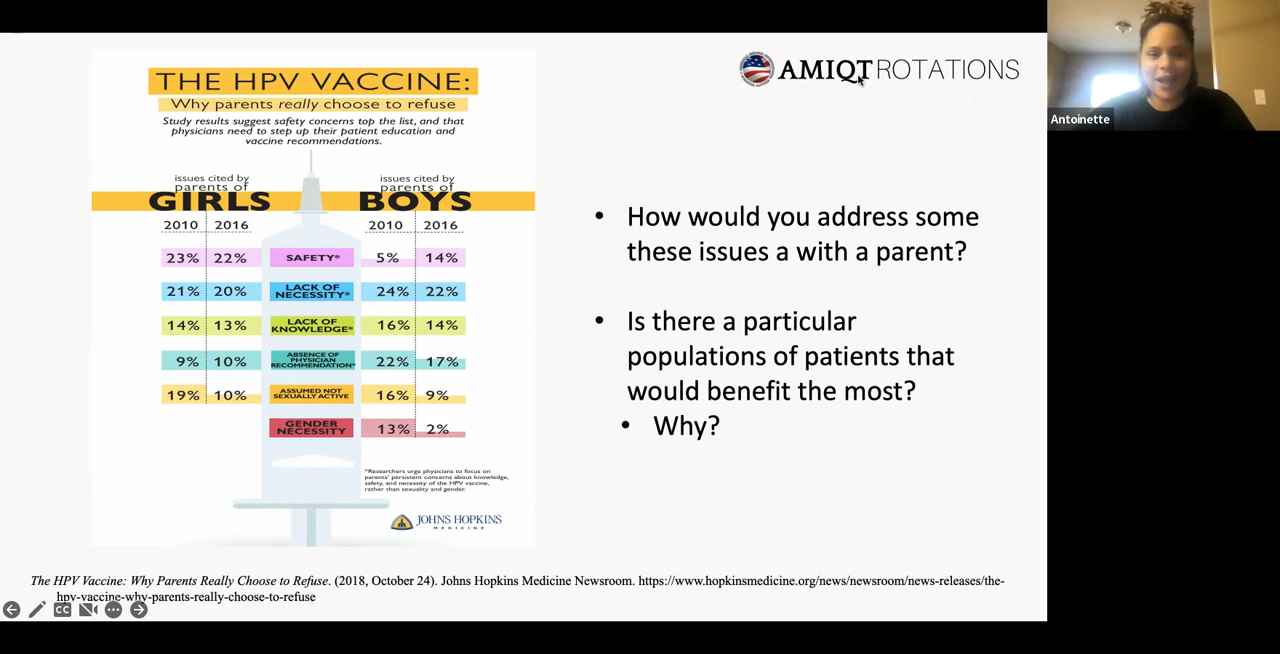 THE HPV VACCINE:
Why parents really choose to refuse
Study results suggest safety concerns top the list, and that
physicians need to step up their patient education and
vaccine recommendations.
issues cited by
parents of
GIRLS
issues cited by
parents of
BOYS
2010 2016
2010 2016
23% 22% SAFETY* 5% 14%
21% 20% LACK OF
NECESSITY* 24% 22%
14% 13% LACK OF
KNOWLEDGE* 16% 14%
9% 10% ABSENCE OF
PHYSICIAN
RECOMMENDATION* 22% 17%
19% 10% ASSUMED NOT
SEXUALLY ACTIVE 16% 9%
GENDER
NECESSITY 13% 2%
*Researchers urge physicians to focus on
parents' persistent concerns about knowledge,
safety, and necessity of the HPV vaccine,
rather than sexuality and gender.
JOHNS HOPKINS
MEDICINE
AMIQT ROTATIONS
• How would you address some
these issues a with a parent?
• Is there a particular
populations of patients that
would benefit the most?
• Why?
The HPV Vaccine: Why Parents Really Choose to Refuse. (2018, October 24). Johns Hopkins Medicine Newsroom. https://www.hopkinsmedicine.org/news/newsroom/news-releases/the-
hpv-vaccine-why-parents-really-choose-to-refuse
CC
Antoinette